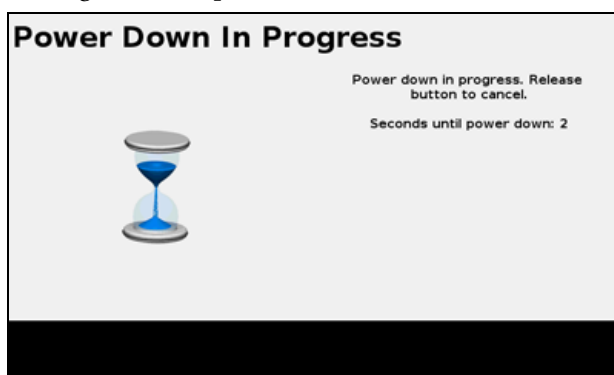 Power Down In Progress
Power down in progress. Release
button to cancel.
Seconds until power down: 2